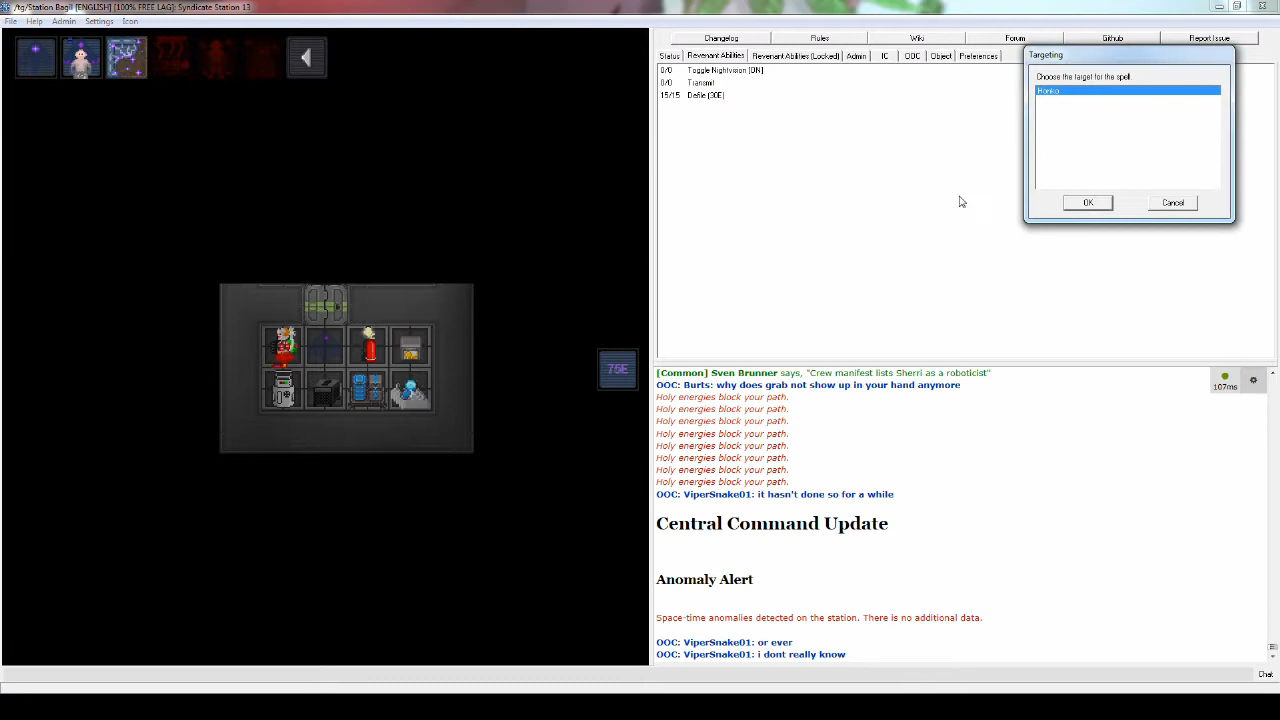 /tg/Station Bagil [ENGLISH] [100% FREE LAG]: Syndicate Station 13
File Help Admin Settings Icon
Changelog Rules Wiki Forum Github Report Issue
Status Revenant Abilities Revenant Abilities (Locked) Admin IC OOC Object Preferences
0/0 Toggle Nightvision (ON)
0/0 Transmit
15/15 Defile (30E)
Targeting
Choose the target for the spell.
Honko
OK Cancel
75E
[Common] Sven Brunner says, "Crew manifest lists Sherri as a roboticist"
OOC: Burts: why does grab not show up in your hand anymore
Holy energies block your path.
Holy energies block your path.
Holy energies block your path.
Holy energies block your path.
Holy energies block your path.
Holy energies block your path.
Holy energies block your path.
Holy energies block your path.
OOC: ViperSnake01: it hasn't done so for a while
Central Command Update
Anomaly Alert
Space-time anomalies detected on the station. There is no additional data.
OOC: ViperSnake01: or ever
OOC: ViperSnake01: i dont really know
107ms
Chat